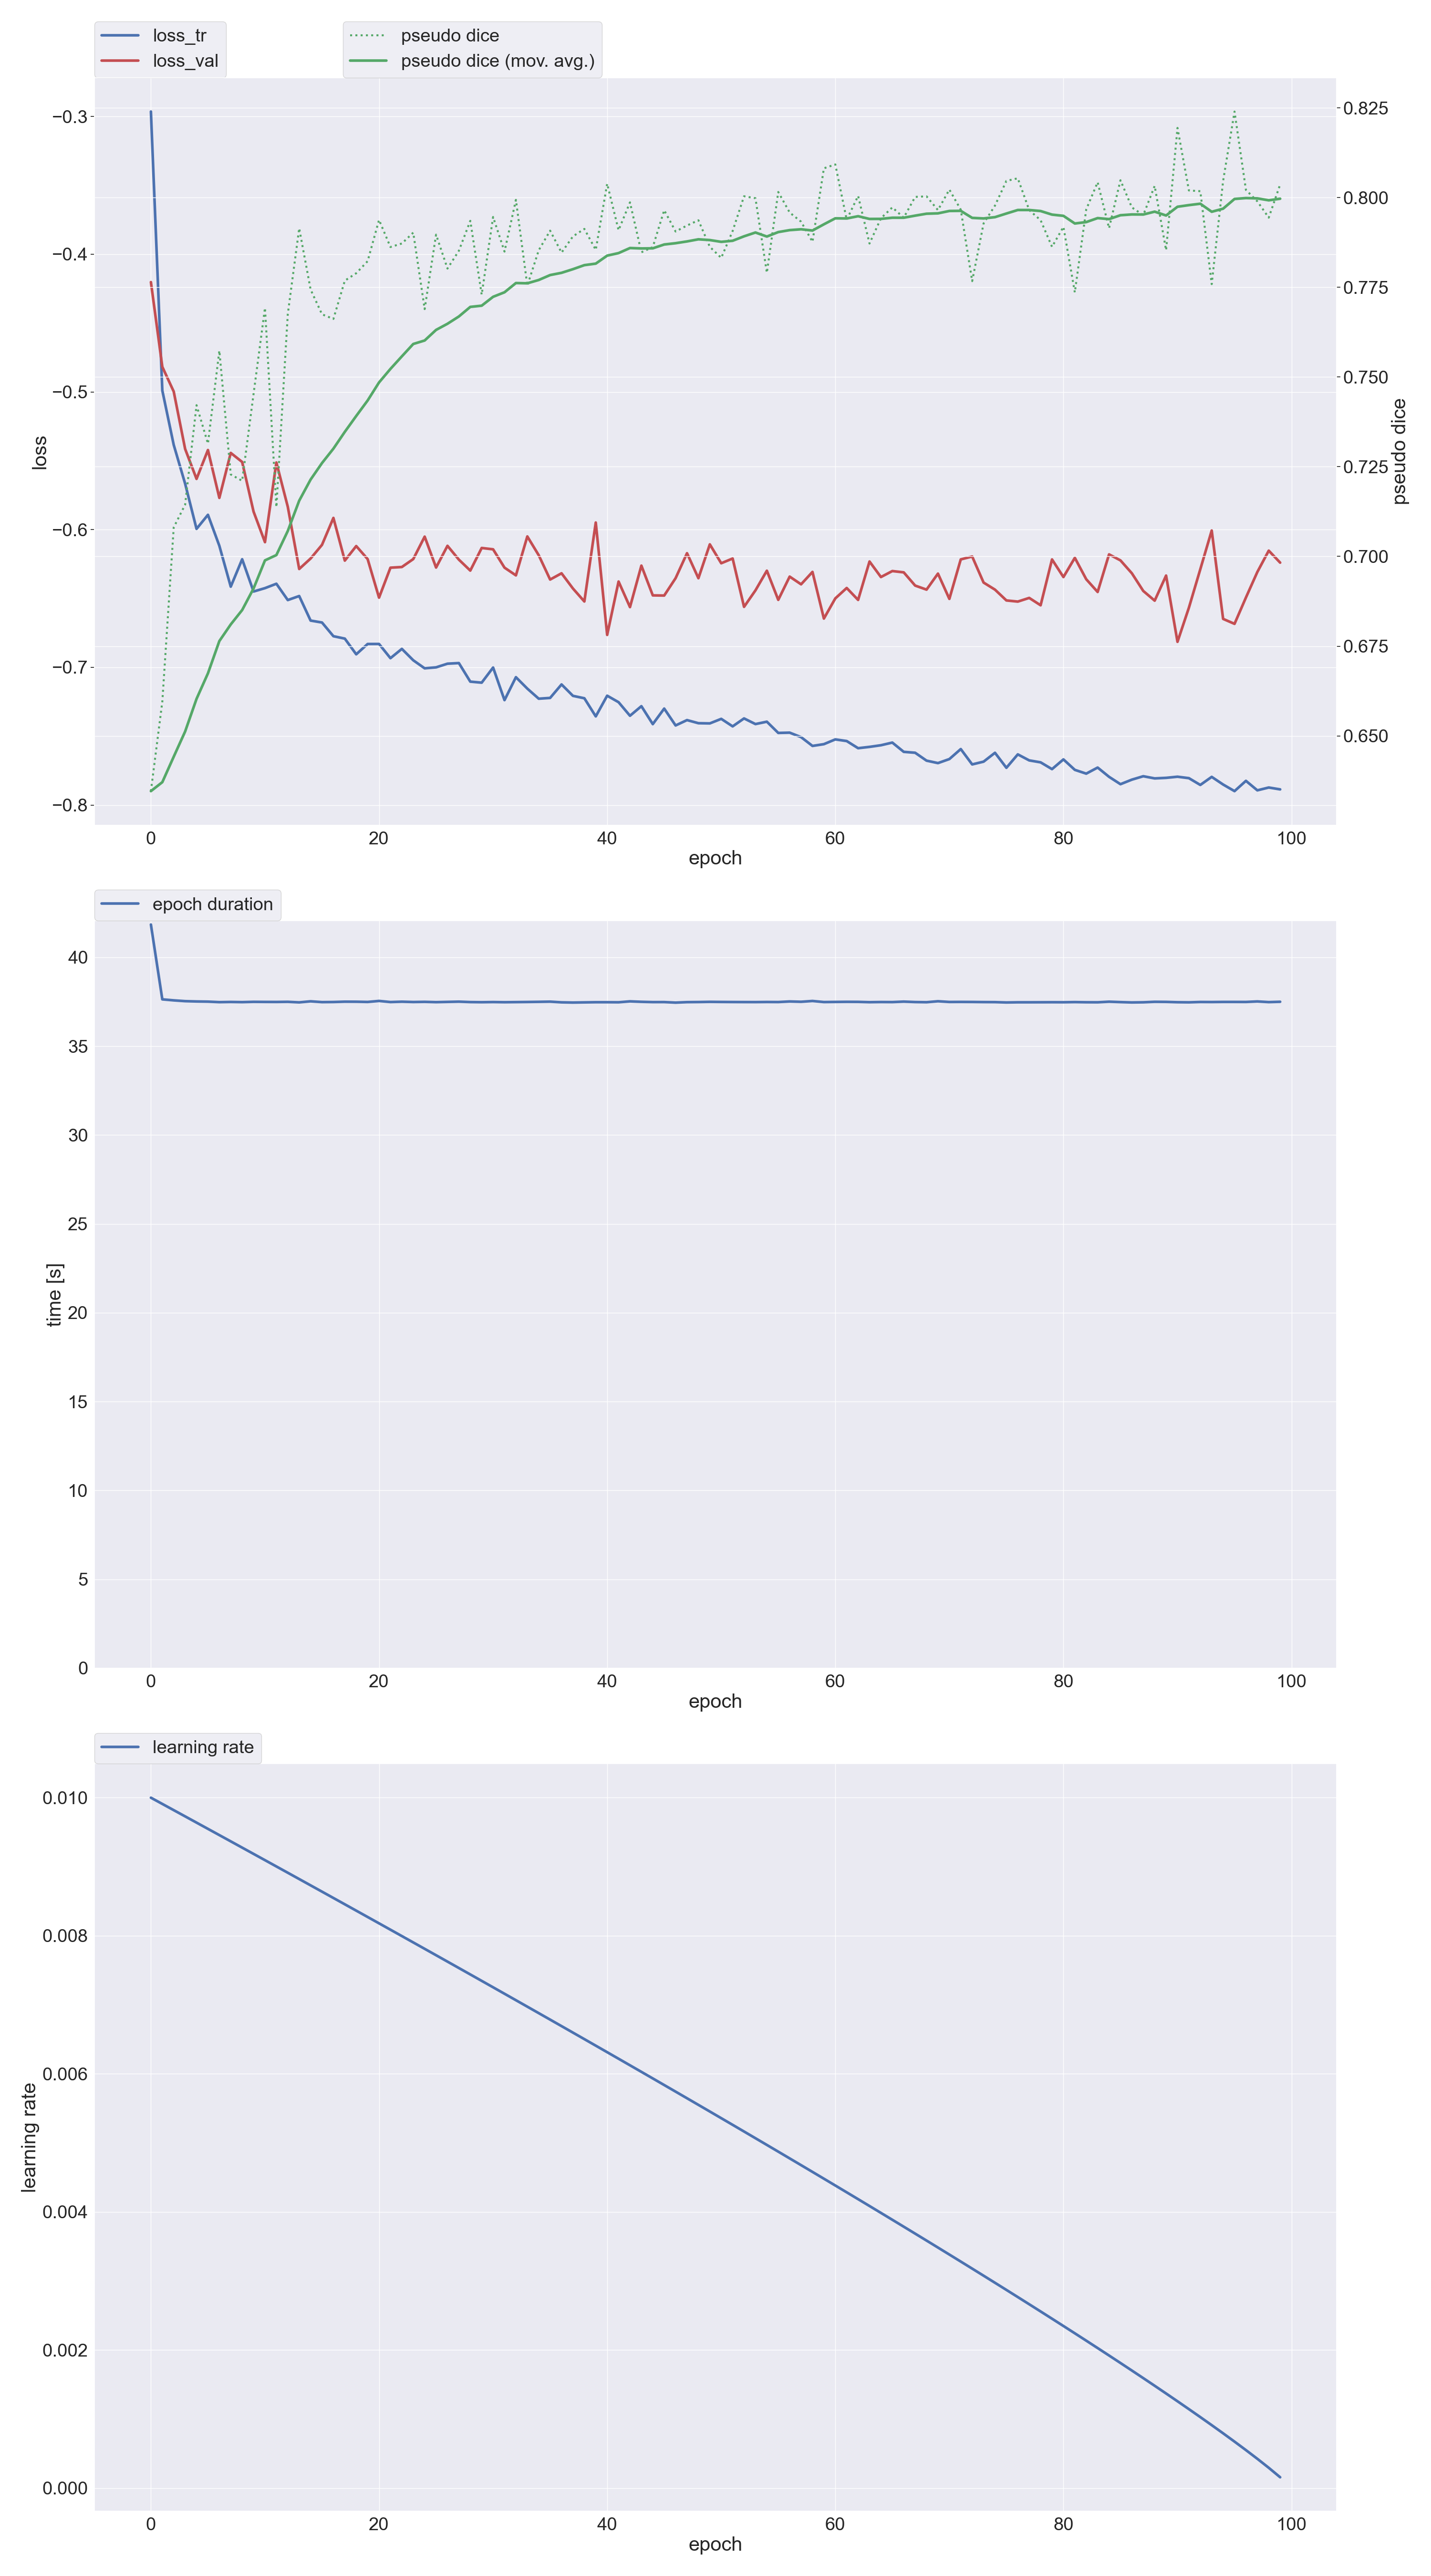 loss_tr
loss_val
pseudo dice
pseudo dice (mov. avg.)
−0.3
−0.4
−0.5
−0.6
−0.7
−0.8
loss
0.825
0.800
0.775
0.750
0.725
0.700
0.675
0.650
pseudo dice
0 20 40 60 80 100
epoch
epoch duration
40
35
30
25
20
15
10
5
0
time [s]
0 20 40 60 80 100
epoch
learning rate
0.010
0.008
0.006
0.004
0.002
0.000
learning rate
0 20 40 60 80 100
epoch